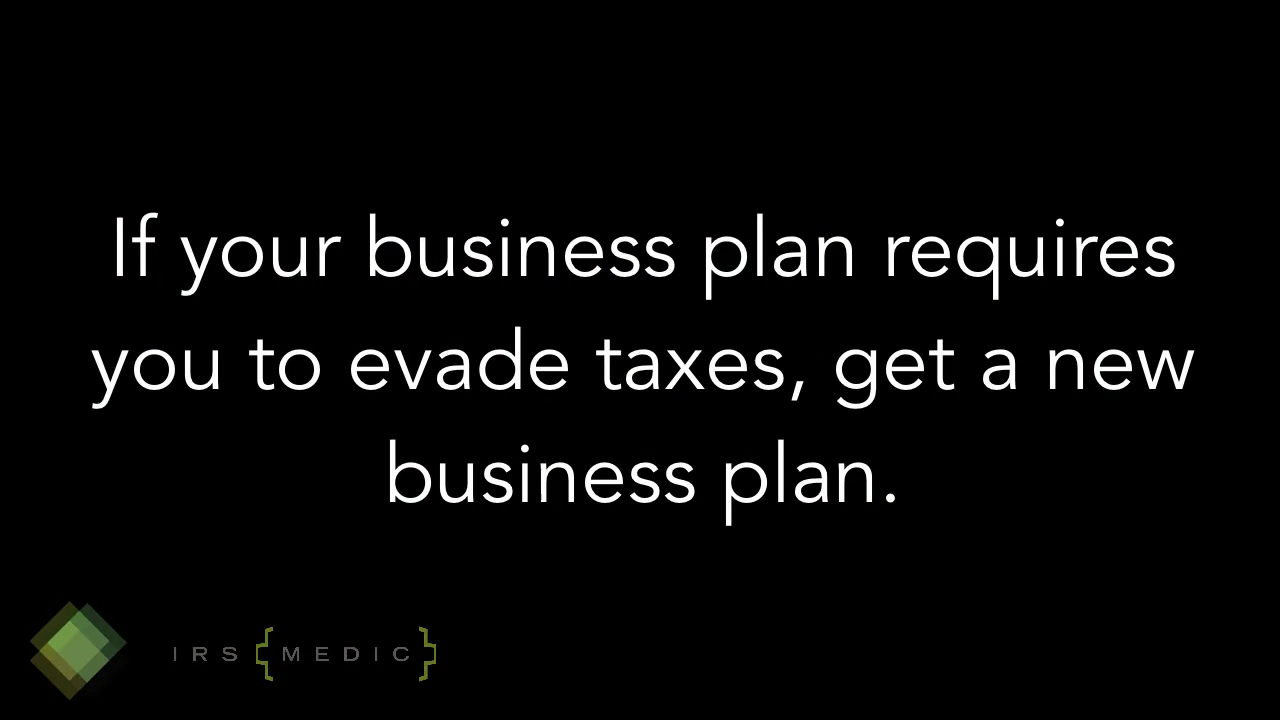 If your business plan requires
you to evade taxes, get a new
business plan.
IRS{MEDIC}